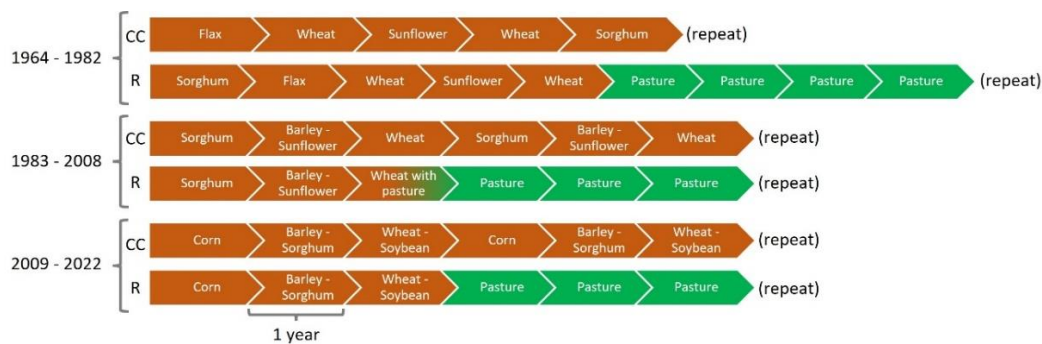 CC Flax Wheat Sunflower Wheat Sorghum (repeat)
1964 - 1982
R Sorghum Flax Wheat Sunflower Wheat Pasture Pasture Pasture Pasture (repeat)
CC Sorghum Barley -
Sunflower Wheat Sorghum Barley -
Sunflower Wheat (repeat)
1983 - 2008
R Sorghum Barley -
Sunflower Wheat with
pasture Pasture Pasture Pasture (repeat)
CC Corn Barley -
Sorghum Wheat -
Soybean Corn Barley -
Sorghum Wheat -
Soybean (repeat)
2009 - 2022
R Corn Barley -
Sorghum Wheat -
Soybean Pasture Pasture Pasture (repeat)
1 year